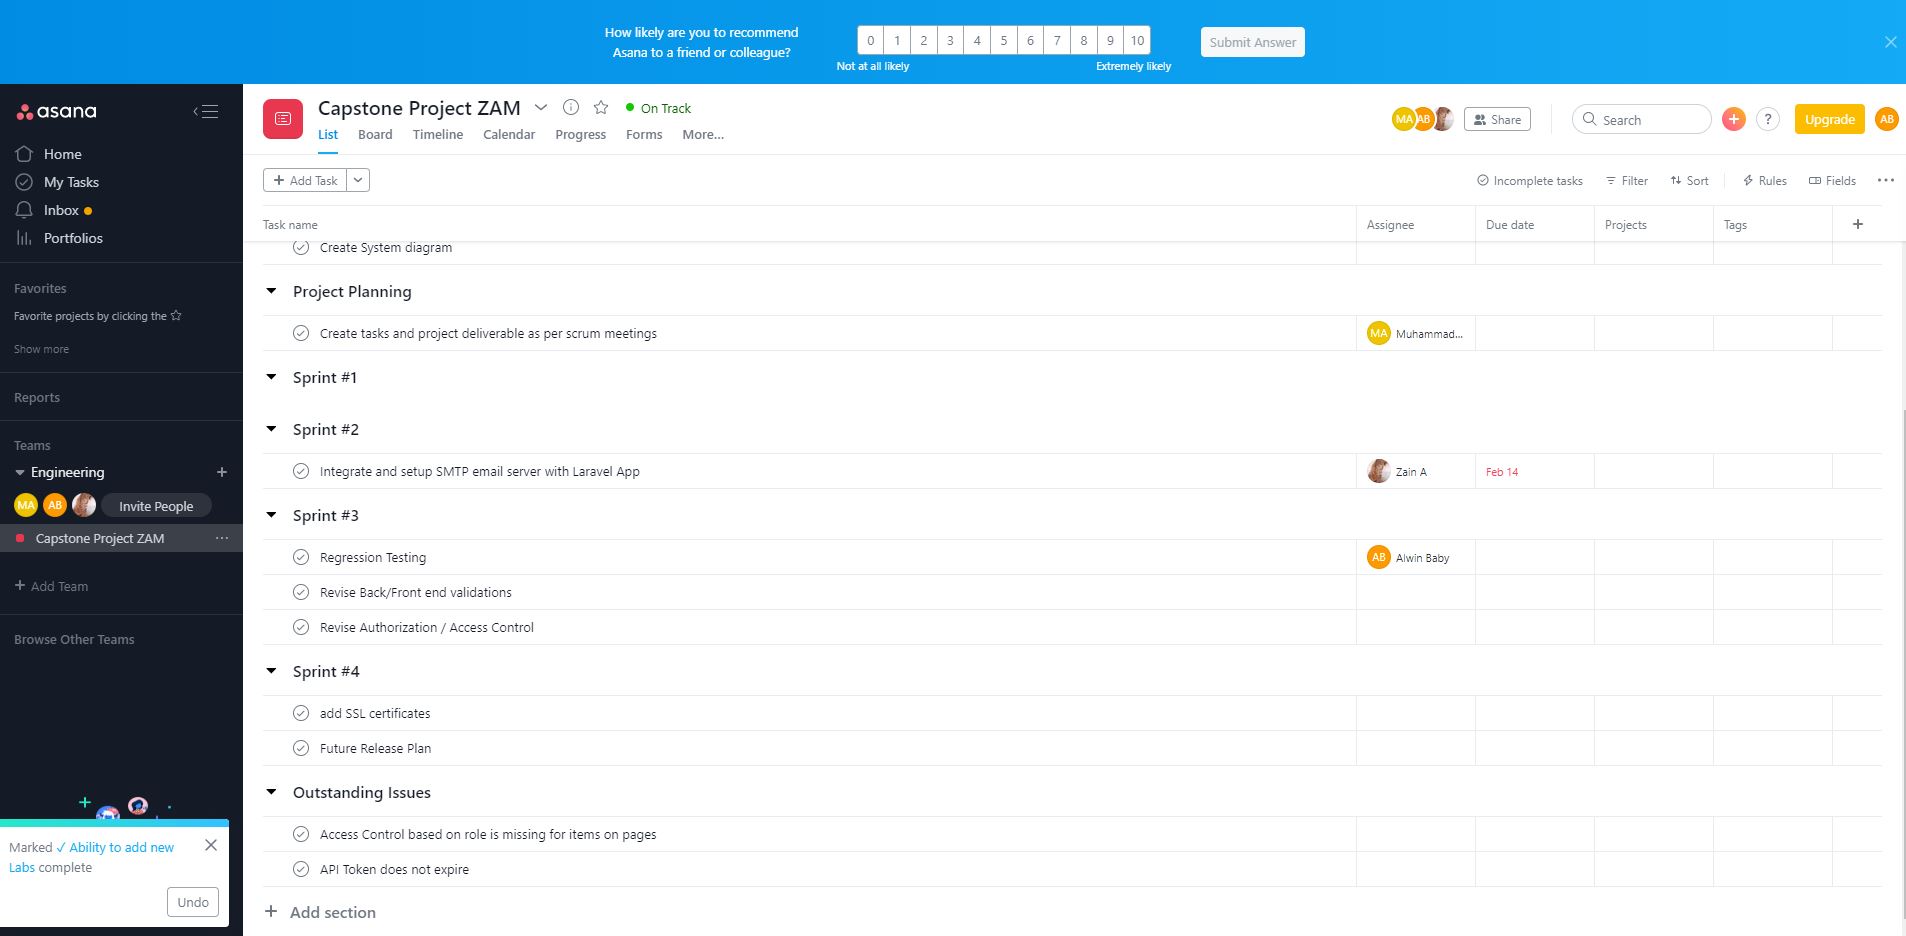 How likely are you to recommend
Asana to a friend or colleague?
0 1 2 3 4 5 6 7 8 9 10
Not at all likely Extremely likely
Submit Answer
asana
Home
My Tasks
Inbox
Portfolios
Favorites
Favorite projects by clicking the
Show more
Reports
Teams
Engineering
MA AB Invite People
Capstone Project ZAM
Add Team
Browse Other Teams
Marked ✓ Ability to add new
Labs complete
Undo
Capstone Project ZAM On Track
List Board Timeline Calendar Progress Forms More...
MA AB Share Search ? Upgrade AB
+ Add Task Incomplete tasks Filter Sort Rules Fields
Task name Assignee Due date Projects Tags +
Create System diagram
Project Planning
Create tasks and project deliverable as per scrum meetings MA Muhammad...
Sprint #1
Sprint #2
Integrate and setup SMTP email server with Laravel App Zain A Feb 14
Sprint #3
Regression Testing AB Alwin Baby
Revise Back/Front end validations
Revise Authorization / Access Control
Sprint #4
add SSL certificates
Future Release Plan
Outstanding Issues
Access Control based on role is missing for items on pages
API Token does not expire
+ Add section